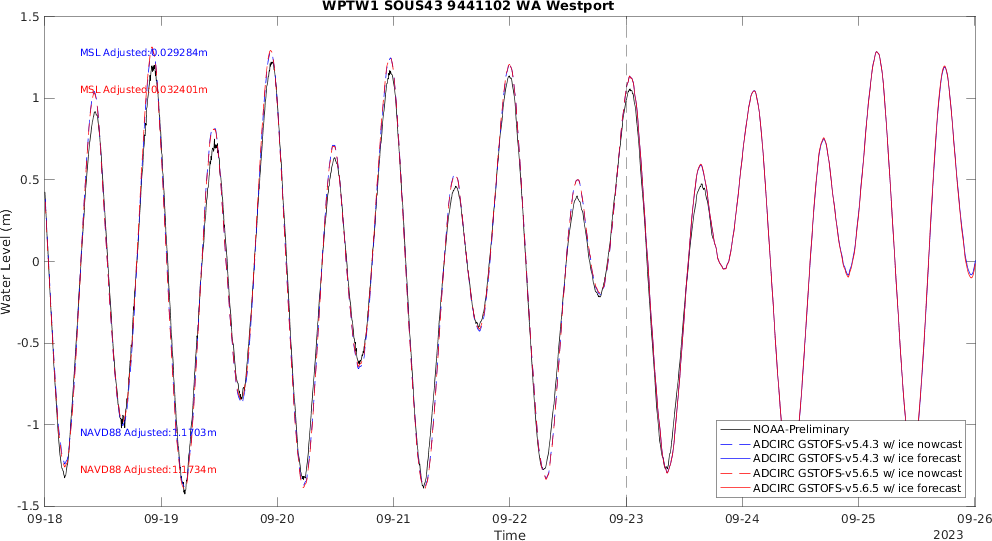 WPTW1 SOUS43 9441102 WA Westport
1.5
1
0.5
0
-0.5
-1
-1.5
Water Level (m)
MSL Adjusted:0.029284m
MSL Adjusted:0.032401m
NAVD88 Adjusted:1.1703m
NAVD88 Adjusted:1.1734m
NOAA-Preliminary
ADCIRC GSTOFS-v5.4.3 w/ ice nowcast
ADCIRC GSTOFS-v5.4.3 w/ ice forecast
ADCIRC GSTOFS-v5.6.5 w/ ice nowcast
ADCIRC GSTOFS-v5.6.5 w/ ice forecast
09-18 09-19 09-20 09-21 09-22 09-23 09-24 09-25 09-26
Time
2023